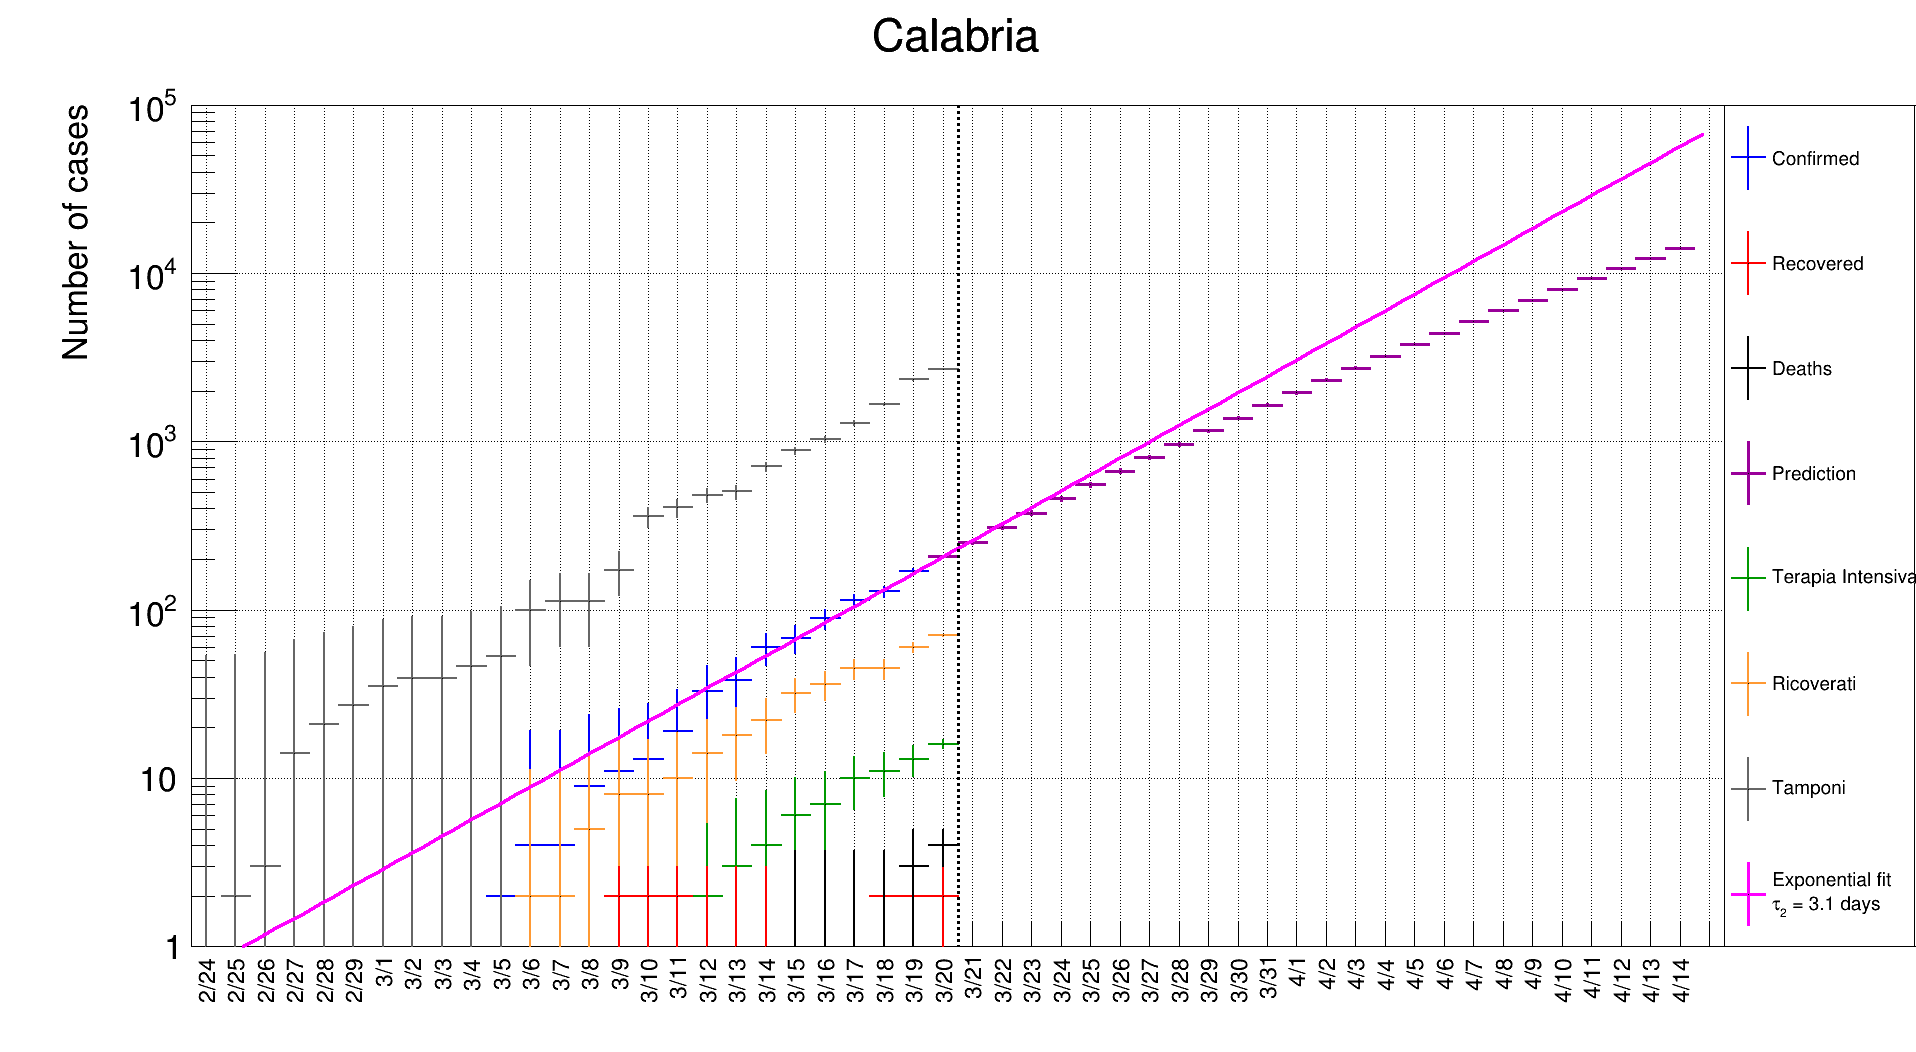 Calabria
Number of cases
10^5
10^4
10^3
10^2
10
1
2/24 2/25 2/26 2/27 2/28 2/29 3/1 3/2 3/3 3/4 3/5 3/6 3/7 3/8 3/9 3/10 3/11 3/12 3/13 3/14 3/15 3/16 3/17 3/18 3/19 3/20 3/21 3/22 3/23 3/24 3/25 3/26 3/27 3/28 3/29 3/30 3/31 4/1 4/2 4/3 4/4 4/5 4/6 4/7 4/8 4/9 4/10 4/11 4/12 4/13 4/14
Confirmed
Recovered
Deaths
Prediction
Terapia Intensiva
Ricoverati
Tamponi
Exponential fit
τ_2 = 3.1 days